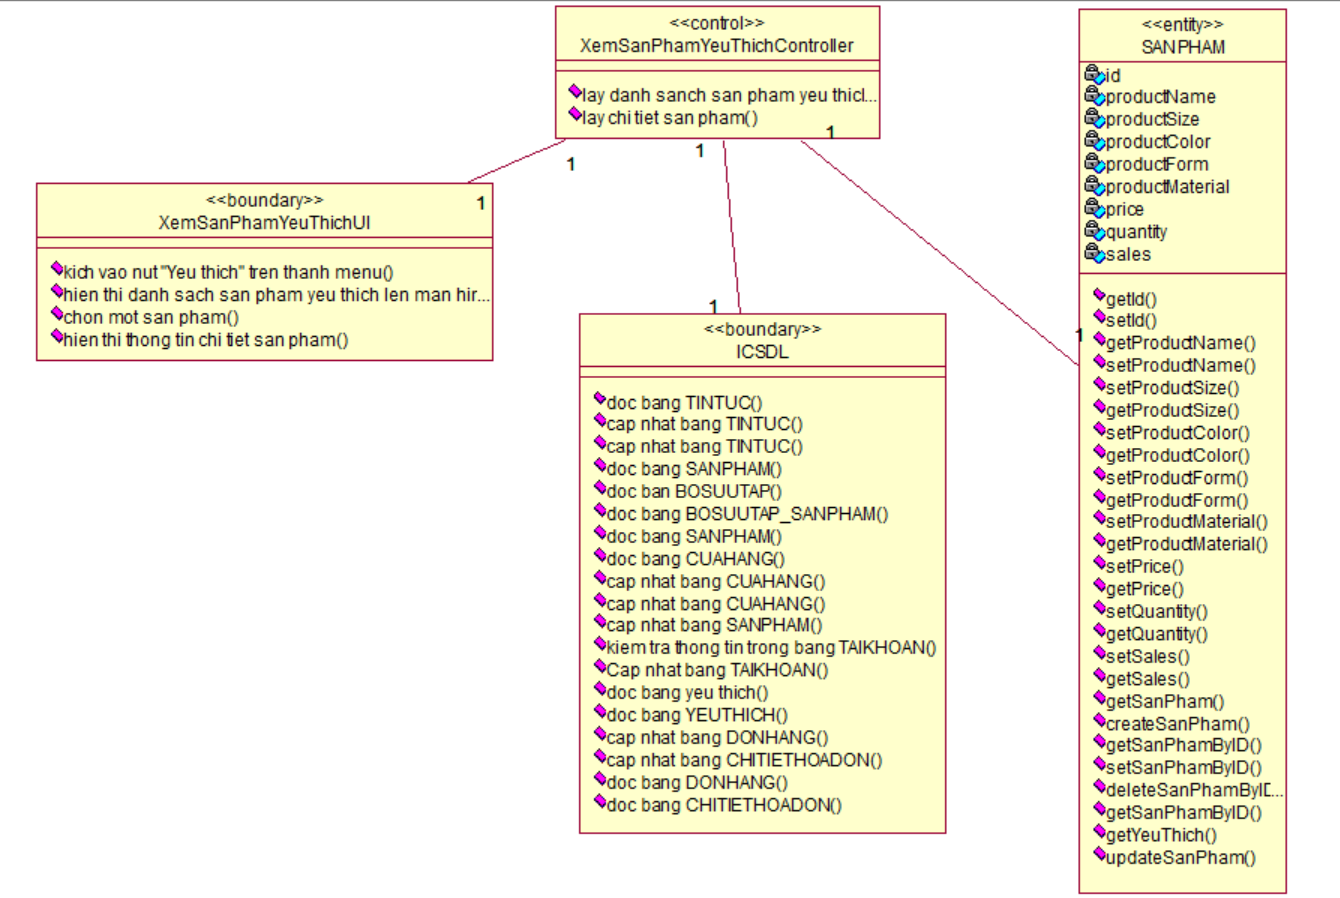 <<control>>
XemSanPhamYeuThichController
lay danh sanch san pham yeu thicl...
lay chi tiet san pham()
1
1
1
<<boundary>>
XemSanPhamYeuThichUI
1
kich vao nut "Yeu thich" tren thanh menu()
hien thi danh sach san pham yeu thich len man hir...
chon mot san pham()
hien thi thong tin chi tiet san pham()
1
<<boundary>>
ICSDL
doc bang TINTUC()
cap nhat bang TINTUC()
cap nhat bang TINTUC()
doc bang SANPHAM()
doc ban BOSUUTAP()
doc bang BOSUUTAP_SANPHAM()
doc bang SANPHAM()
doc bang CUAHANG()
cap nhat bang CUAHANG()
cap nhat bang CUAHANG()
cap nhat bang SANPHAM()
kiem tra thong tin trong bang TAIKHOAN()
Cap nhat bang TAIKHOAN()
doc bang yeu thich()
doc bang YEUTHICH()
cap nhat bang DONHANG()
cap nhat bang CHITIETHOADON()
doc bang DONHANG()
doc bang CHITIETHOADON()
<<entity>>
SANPHAM
id
productName
productSize
productColor
productForm
productMaterial
price
quantity
sales
1
getId()
setId()
getProductName()
setProductName()
setProductSize()
getProductSize()
setProductColor()
getProductColor()
setProductForm()
getProductForm()
setProductMaterial()
getProductMaterial()
setPrice()
getPrice()
setQuantity()
getQuantity()
setSales()
getSales()
getSanPham()
createSanPham()
getSanPhamByID()
setSanPhamByID()
deleteSanPhamByID...
getSanPhamByID()
getYeuThich()
updateSanPham()